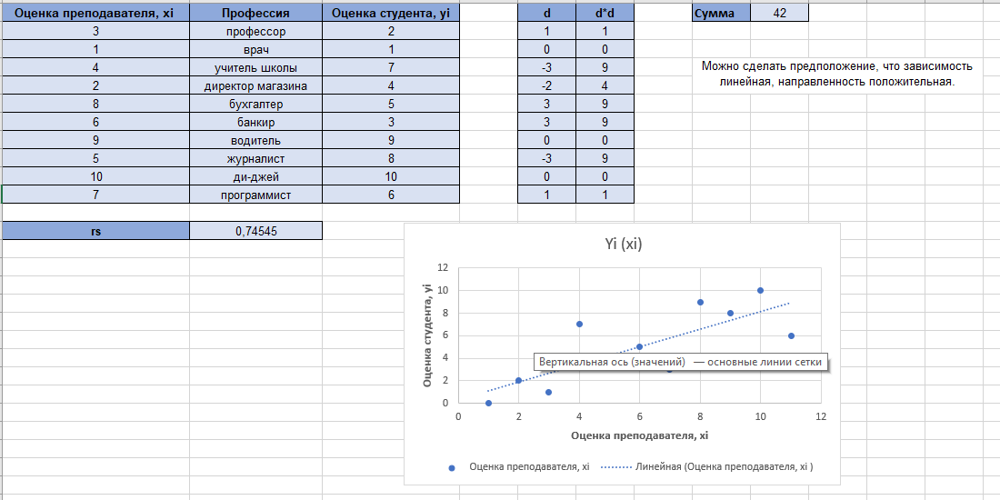 Оценка преподавателя, xi Профессия Оценка студента, yi d d*d Сумма 42
3 профессор 2 1 1
1 врач 1 0 0
4 учитель школы 7 -3 9
Можно сделать предположение, что зависимость
2 директор магазина 4 -2 4
линейная, направленность положительная.
8 бухгалтер 5 3 9
6 банкир 3 3 9
9 водитель 9 0 0
5 журналист 8 -3 9
10 ди-джей 10 0 0
7 программист 6 1 1
rs 0,74545
Yi (xi)
12
10
8
6
4
2
0
Оценка студента, yi
Вертикальная ось (значений) — основные линии сетки
0 2 4 6 8 10 12
Оценка преподавателя, xi
Оценка преподавателя, xi Линейная (Оценка преподавателя, xi )